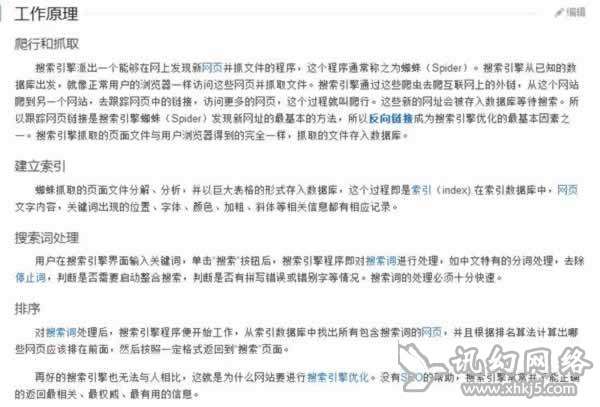 工作原理
编辑
爬行和抓取
搜索引擎派出一个能够在网上发现新网页并抓文件的程序，这个程序通常称之为蜘蛛（Spider）。搜索引擎从已知的数
据库出发，就像正常用户的浏览器一样访问这些网页并抓取文件。搜索引擎通过这些爬虫去爬互联网上的外链，从这个网站
爬到另一个网站，去跟踪网页中的链接，访问更多的网页，这个过程就叫爬行。这些新的网址会被存入数据库等待搜索。所
以跟踪网页链接是搜索引擎蜘蛛（Spider）发现新网址的最基本的方法，所以反向链接成为搜索引擎优化的最基本因素之
一。搜索引擎抓取的页面文件与用户浏览器得到的完全一样，抓取的文件存入数据库。
建立索引
蜘蛛抓取的页面文件分解、分析，并以巨大表格的形式存入数据库，这个过程即是索引（index).在索引数据库中，网页
文字内容，关键词出现的位置、字体、颜色、加粗、斜体等相关信息都有相应记录。
搜索词处理
用户在搜索引擎界面输入关键词，单击“搜索”按钮后，搜索引擎程序即对搜索词进行处理，如中文特有的分词处理，去除
停止词，判断是否需要启动整合搜索，判断是否有拼写错误或错别字等情况。搜索词的处理必须十分快速。
排序
对搜索词处理后，搜索引擎程序便开始工作，从索引数据库中找出所有包含搜索词的网页，并且根据排名算法计算出哪
些网页应该排在前面，然后按照一定格式返回到“搜索”页面。
再好的搜索引擎也无法与人相比，这就是为什么网站要进行搜索引擎优化。没有SEO的帮助，搜索引擎常常并不能正确
的返回最相关、最权威、最有用的信息。
讯幻网络
www.xhkj5.com